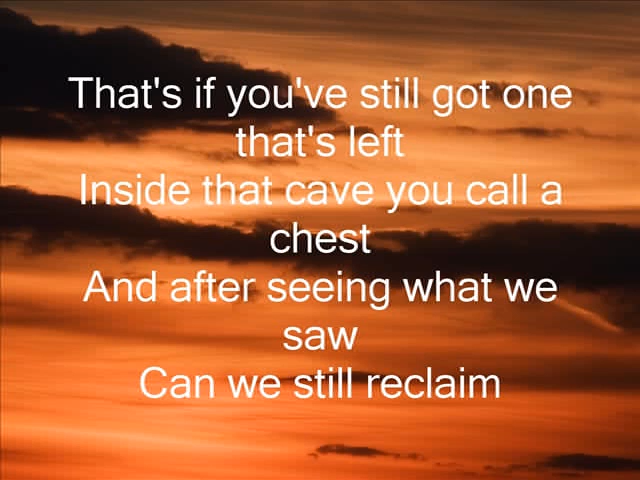 That's if you've still got one
that's left
Inside that cave you call a
chest
And after seeing what we
saw
Can we still reclaim